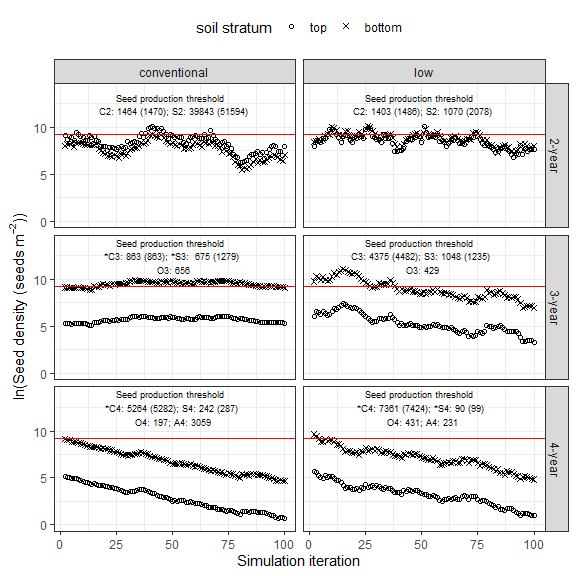 soil stratum top bottom
conventional low
Seed production threshold
C2: 1464 (1470); S2: 39843 (51594)
Seed production threshold
C2: 1403 (1486); S2: 1070 (2078)
10
5
0
2-year
Seed production threshold
*C3: 863 (863); *S3: 675 (1279)
O3: 656
Seed production threshold
C3: 4375 (4482); S3: 1048 (1235)
O3: 429
10
5
0
3-year
Seed production threshold
*C4: 5264 (5282); S4: 242 (287)
O4: 197; A4: 3059
Seed production threshold
*C4: 7361 (7424); *S4: 90 (99)
O4: 431; A4: 231
10
5
0
4-year
ln(Seed density (seeds m⁻²))
0 25 50 75 100
0 25 50 75 100
Simulation iteration